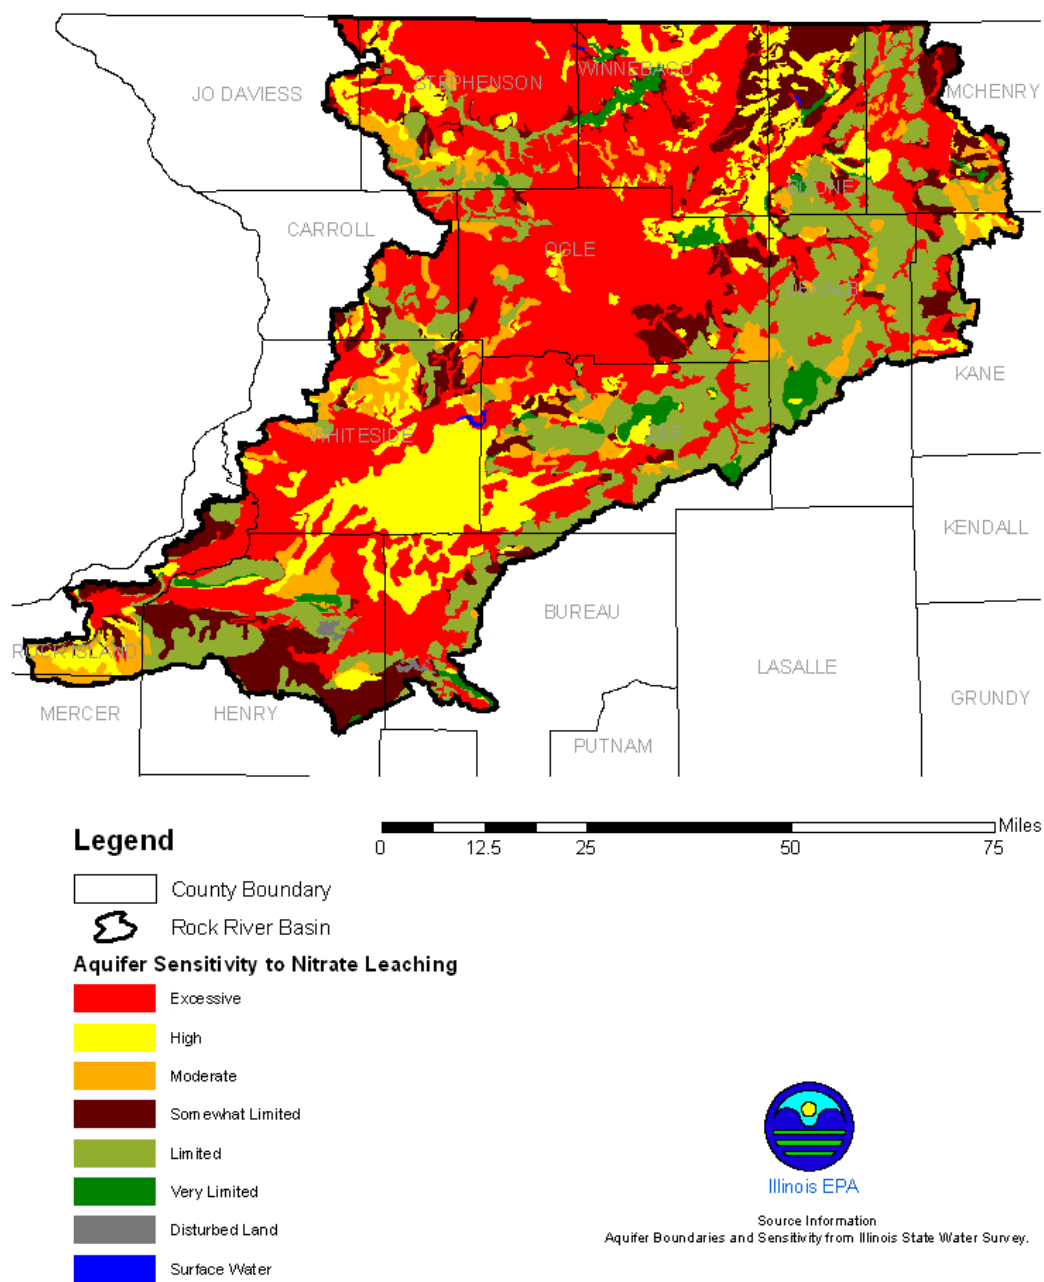 JO DAVIESS
STEPHENSON
WINNEBAGO
MCHENRY
BOONE
CARROLL
OGLE
DEKALB
KANE
WHITESIDE
LEE
KENDALL
BUREAU
ROCK ISLAND
LASALLE
GRUNDY
MERCER
HENRY
PUTNAM
Legend
Miles
0
12.5
25
50
75
County Boundary
Rock River Basin
Aquifer Sensitivity to Nitrate Leaching
Excessive
High
Moderate
Somewhat Limited
Limited
Very Limited
Disturbed Land
Surface Water
Illinois EPA
Source Information
Aquifer Boundaries and Sensitivity from Illinois State Water Survey.